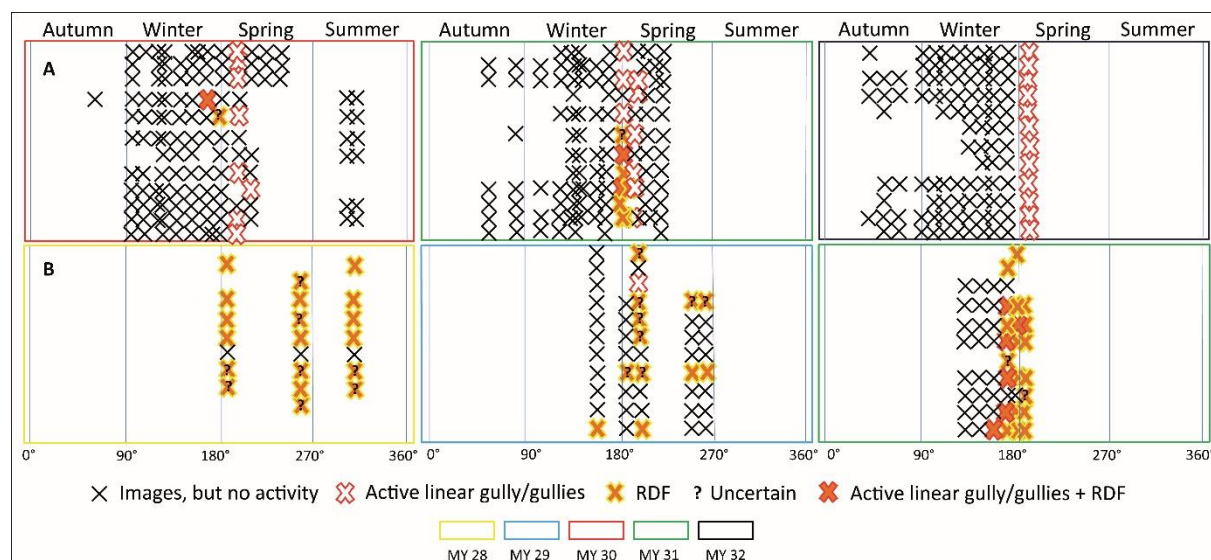 Autumn Winter Spring Summer Autumn Winter Spring Summer Autumn Winter Spring Summer
A
?
?
B
? ?
? ?
? ? ?
? ?
?
?
? ? ?
?
?
? ?
?
?
0° 90° 180° 270° 360° 0° 90° 180° 270° 360° 0° 90° 180° 270° 360°
Images, but no activity Active linear gully/gullies RDF ? Uncertain Active linear gully/gullies + RDF
MY 28 MY 29 MY 30 MY 31 MY 32